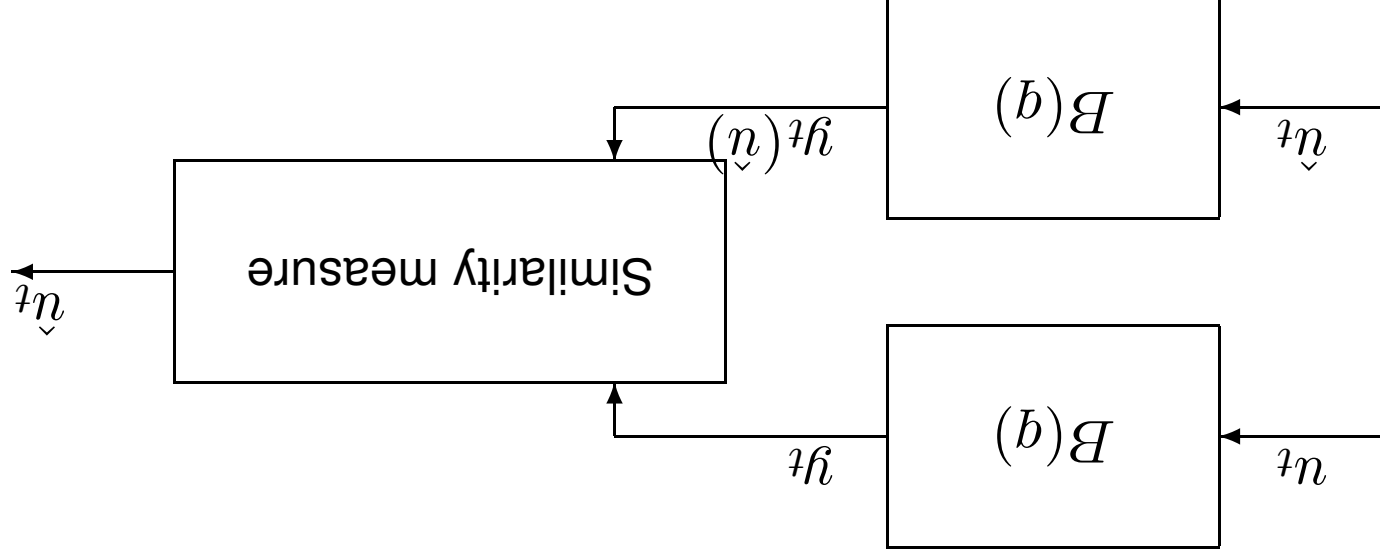 u_t
y_t
B(q)
û_t
Similarity measure
û_t
y_t(û)
B(q)